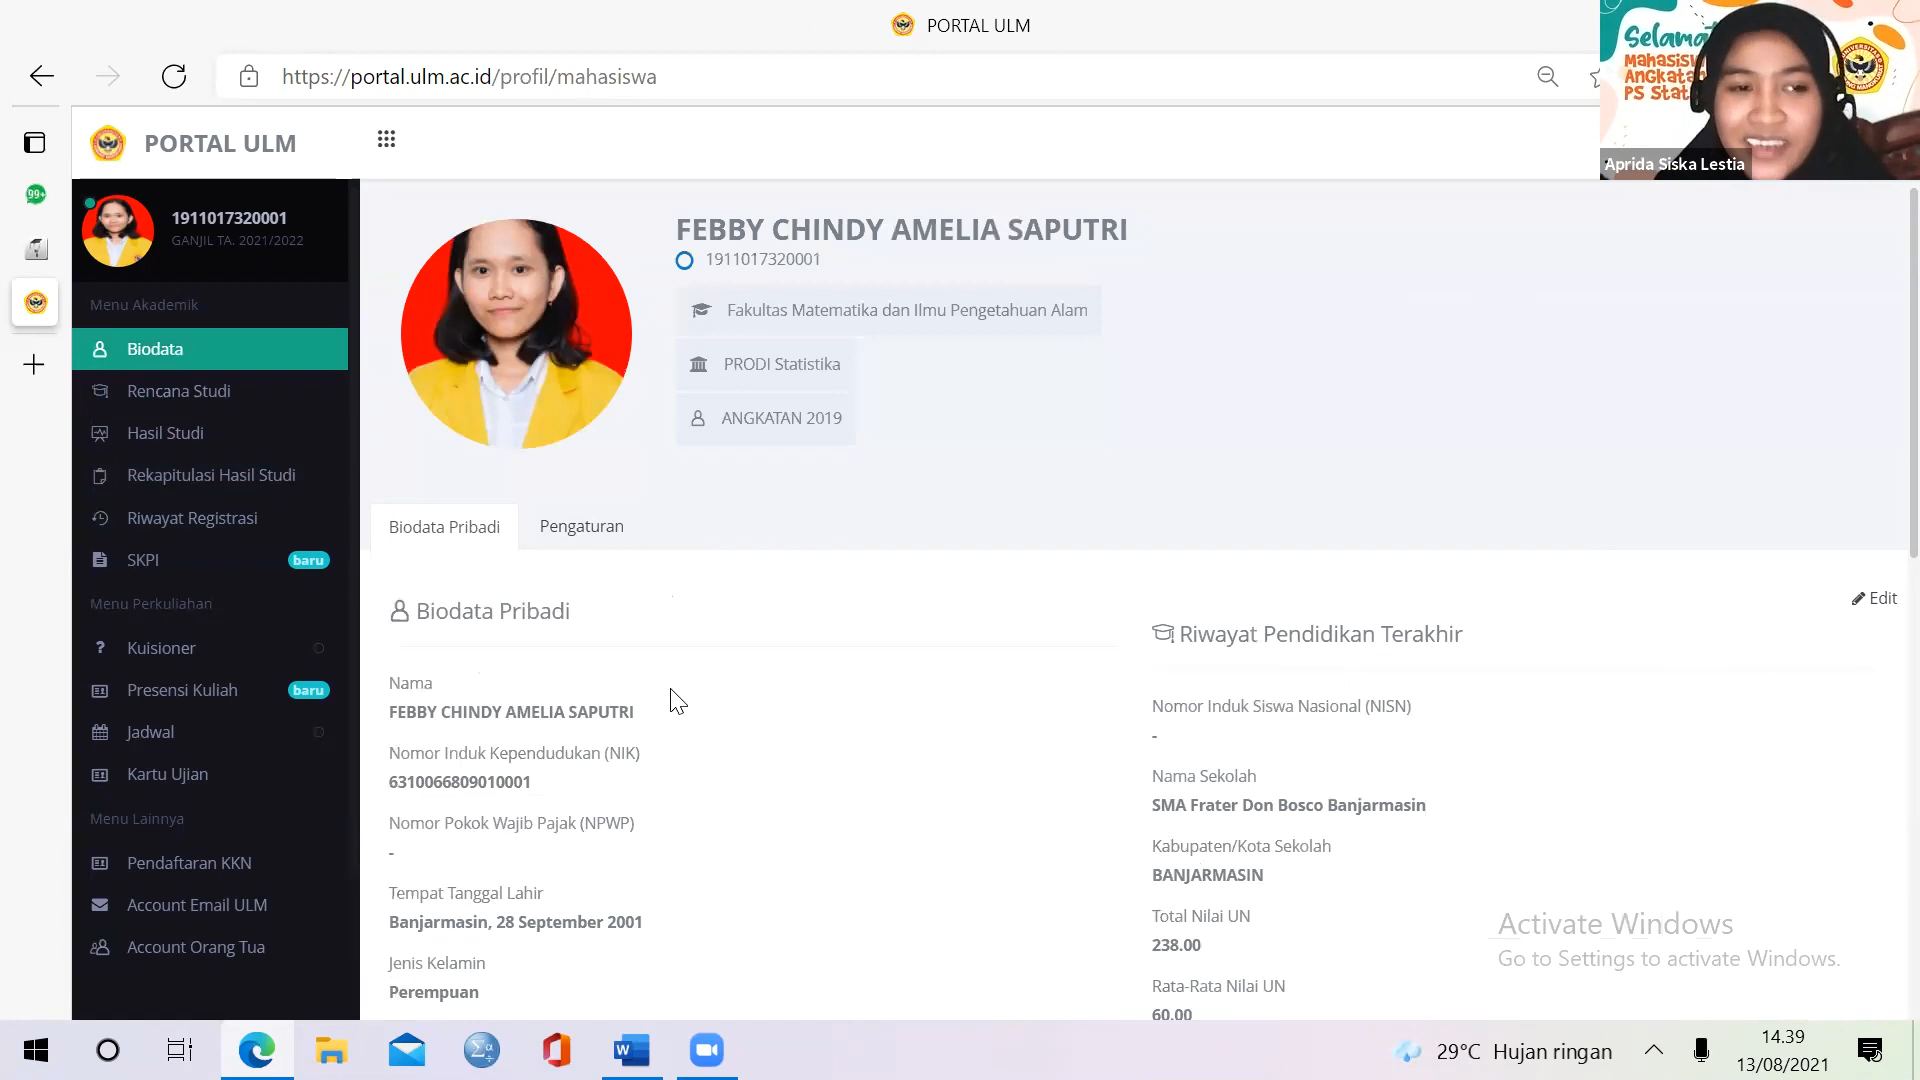 PORTAL ULM
https://portal.ulm.ac.id/profil/mahasiswa
PORTAL ULM
Selama
Mahasisw
Angkatan
PS Stat
Aprida Siska Lestia
99+
1911017320001
GANJIL TA. 2021/2022
Menu Akademik
Biodata
Rencana Studi
Hasil Studi
Rekapitulasi Hasil Studi
Riwayat Registrasi
SKPI
baru
Menu Perkuliahan
Kuisioner
Presensi Kuliah
baru
Jadwal
Kartu Ujian
Menu Lainnya
Pendaftaran KKN
Account Email ULM
Account Orang Tua
FEBBY CHINDY AMELIA SAPUTRI
1911017320001
Fakultas Matematika dan Ilmu Pengetahuan Alam
PRODI Statistika
ANGKATAN 2019
Biodata Pribadi
Pengaturan
Edit
Biodata Pribadi
Nama
FEBBY CHINDY AMELIA SAPUTRI
Nomor Induk Kependudukan (NIK)
6310066809010001
Nomor Pokok Wajib Pajak (NPWP)
-
Tempat Tanggal Lahir
Banjarmasin, 28 September 2001
Jenis Kelamin
Perempuan
Riwayat Pendidikan Terakhir
Nomor Induk Siswa Nasional (NISN)
-
Nama Sekolah
SMA Frater Don Bosco Banjarmasin
Kabupaten/Kota Sekolah
BANJARMASIN
Total Nilai UN
238.00
Rata-Rata Nilai UN
60.00
Activate Windows
Go to Settings to activate Windows.
29°C Hujan ringan
14.39
13/08/2021